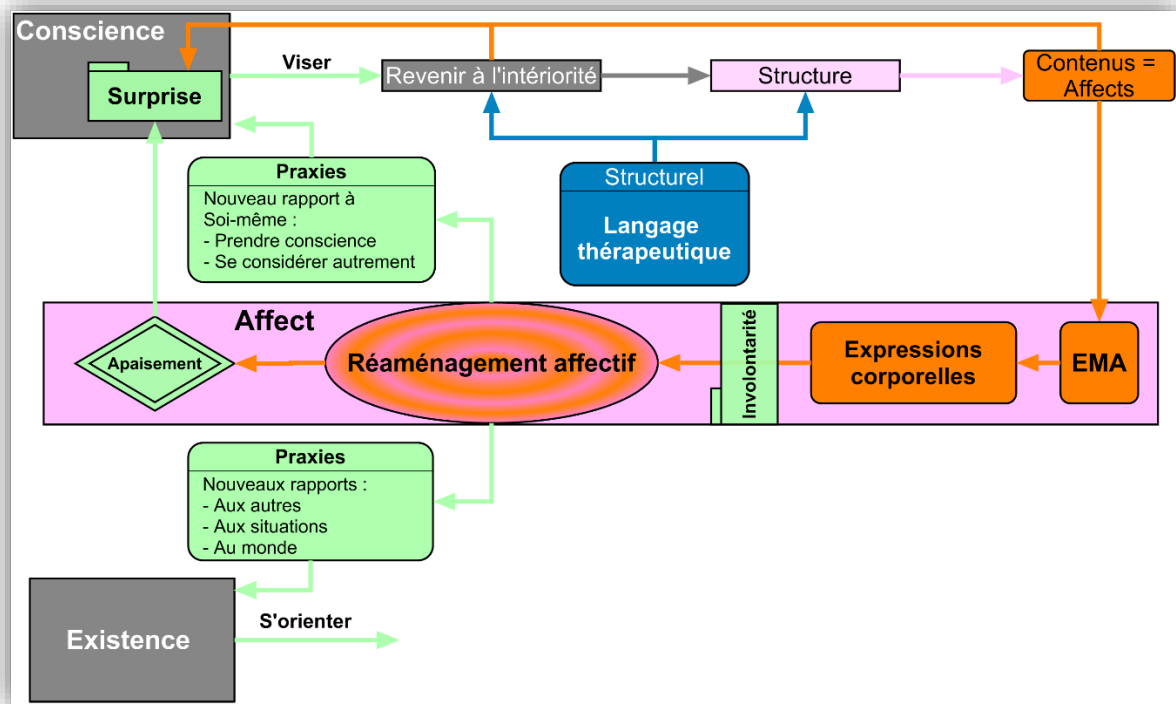 Conscience
Surprise
Viser
Revenir à l'intériorité
Structure
Contenus =
Affects
Praxies
Nouveau rapport à
Soi-même :
- Prendre conscience
- Se considérer autrement
Structurel
Langage
thérapeutique
Affect
Apaisement
Réaménagement affectif
Involontarité
Expressions
corporelles
EMA
Praxies
Nouveaux rapports :
- Aux autres
- Aux situations
- Au monde
Existence
S'orienter